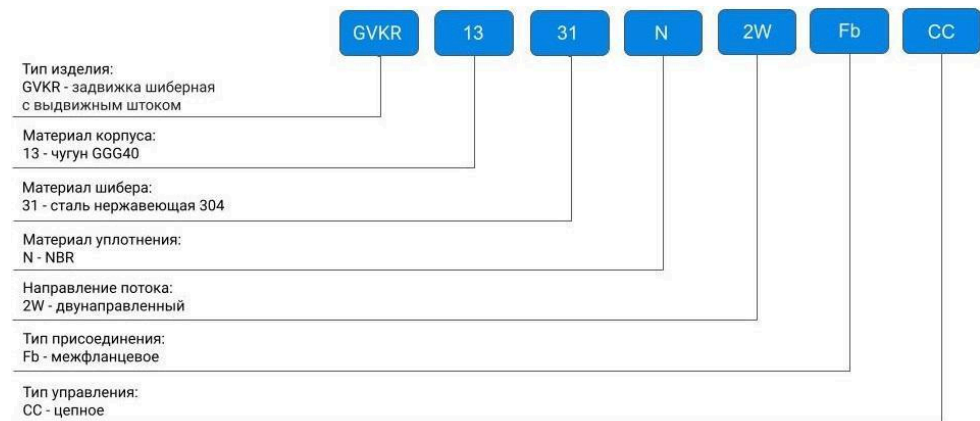 GVKR 13 31 N 2W Fb CC
Тип изделия:
GVKR - задвижка шиберная
с выдвижным штоком
Материал корпуса:
13 - чугун GGG40
Материал шибера:
31 - сталь нержавеющая 304
Материал уплотнения:
N - NBR
Направление потока:
2W - двунаправленный
Тип присоединения:
Fb - межфланцевое
Тип управления:
CC - цепное